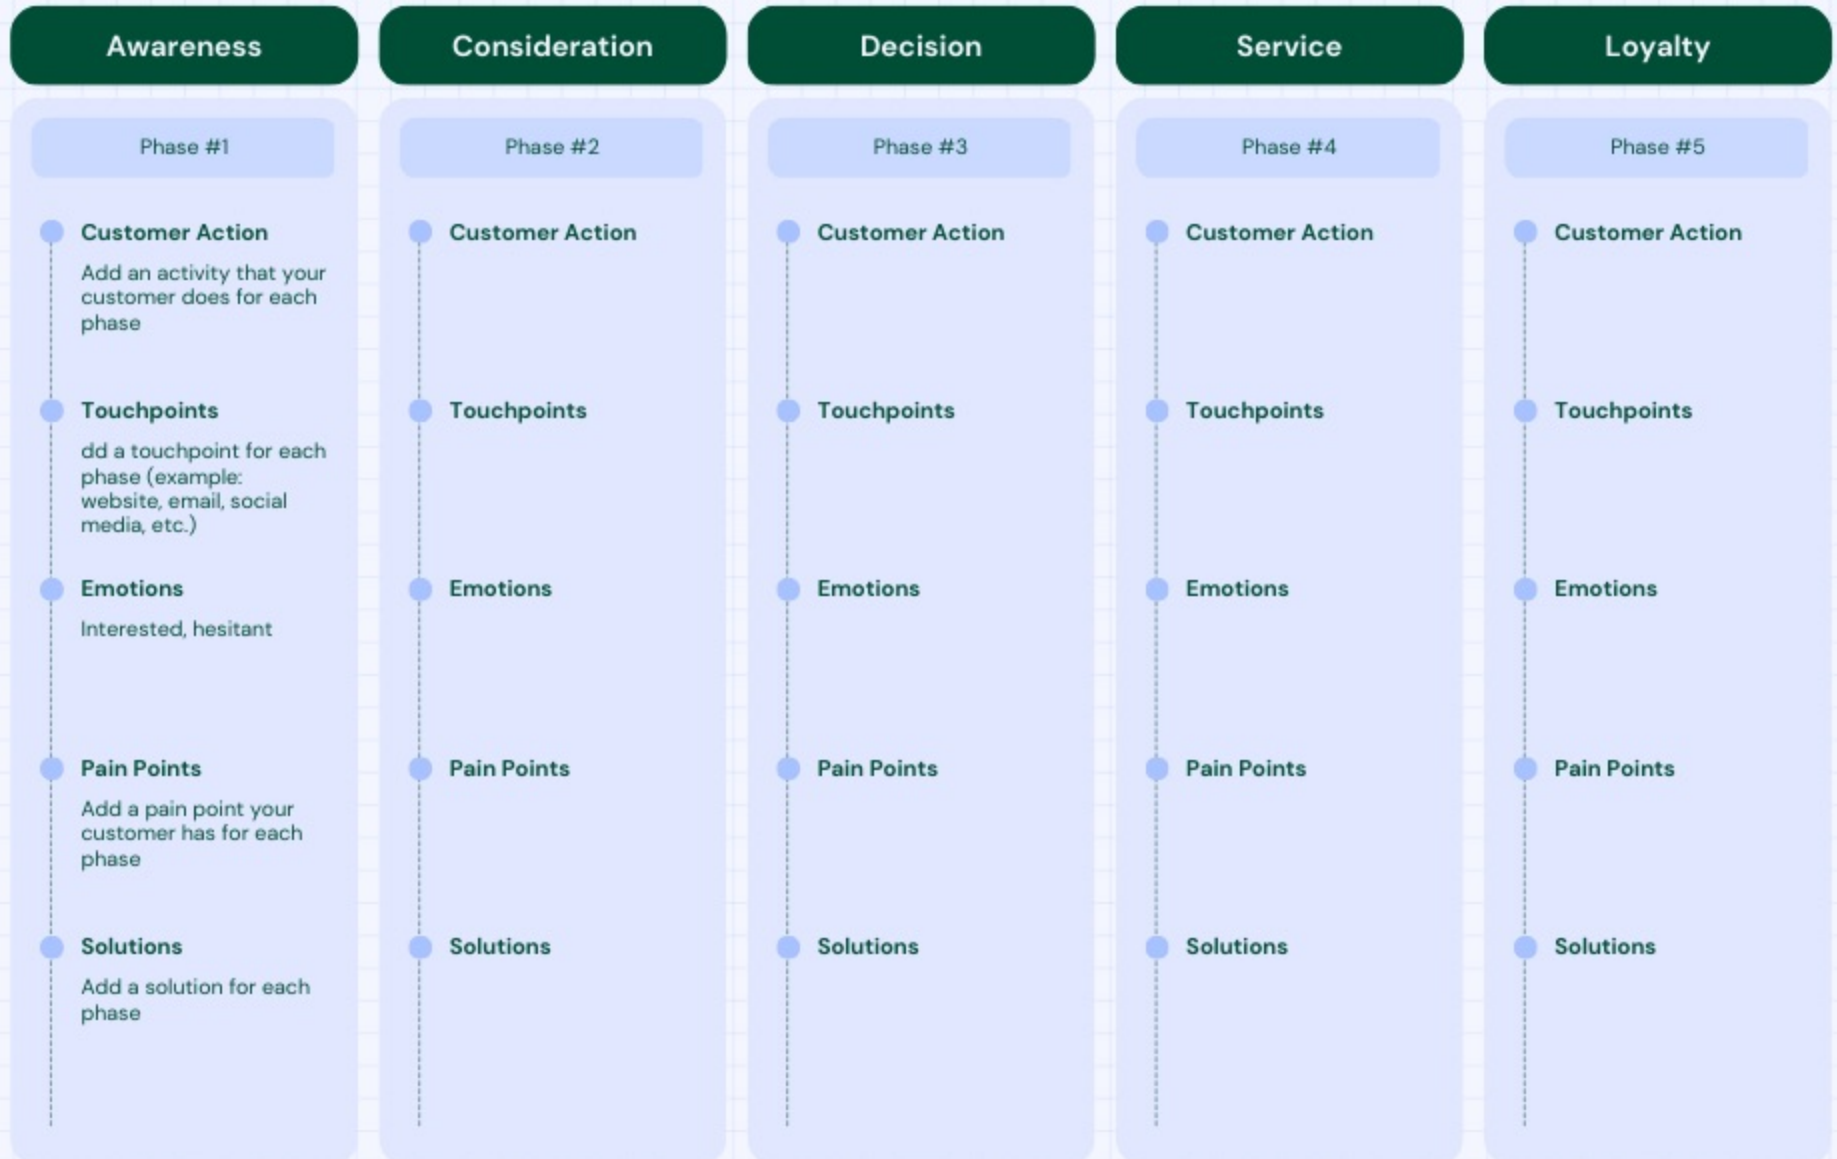 Awareness
Phase #1
Customer Action
Add an activity that your
customer does for each
phase
Touchpoints
dd a touchpoint for each
phase (example:
website, email, social
media, etc.)
Emotions
Interested, hesitant
Pain Points
Add a pain point your
customer has for each
phase
Solutions
Add a solution for each
phase
Consideration
Phase #2
Customer Action
Touchpoints
Emotions
Pain Points
Solutions
Decision
Phase #3
Customer Action
Touchpoints
Emotions
Pain Points
Solutions
Service
Phase #4
Customer Action
Touchpoints
Emotions
Pain Points
Solutions
Loyalty
Phase #5
Customer Action
Touchpoints
Emotions
Pain Points
Solutions